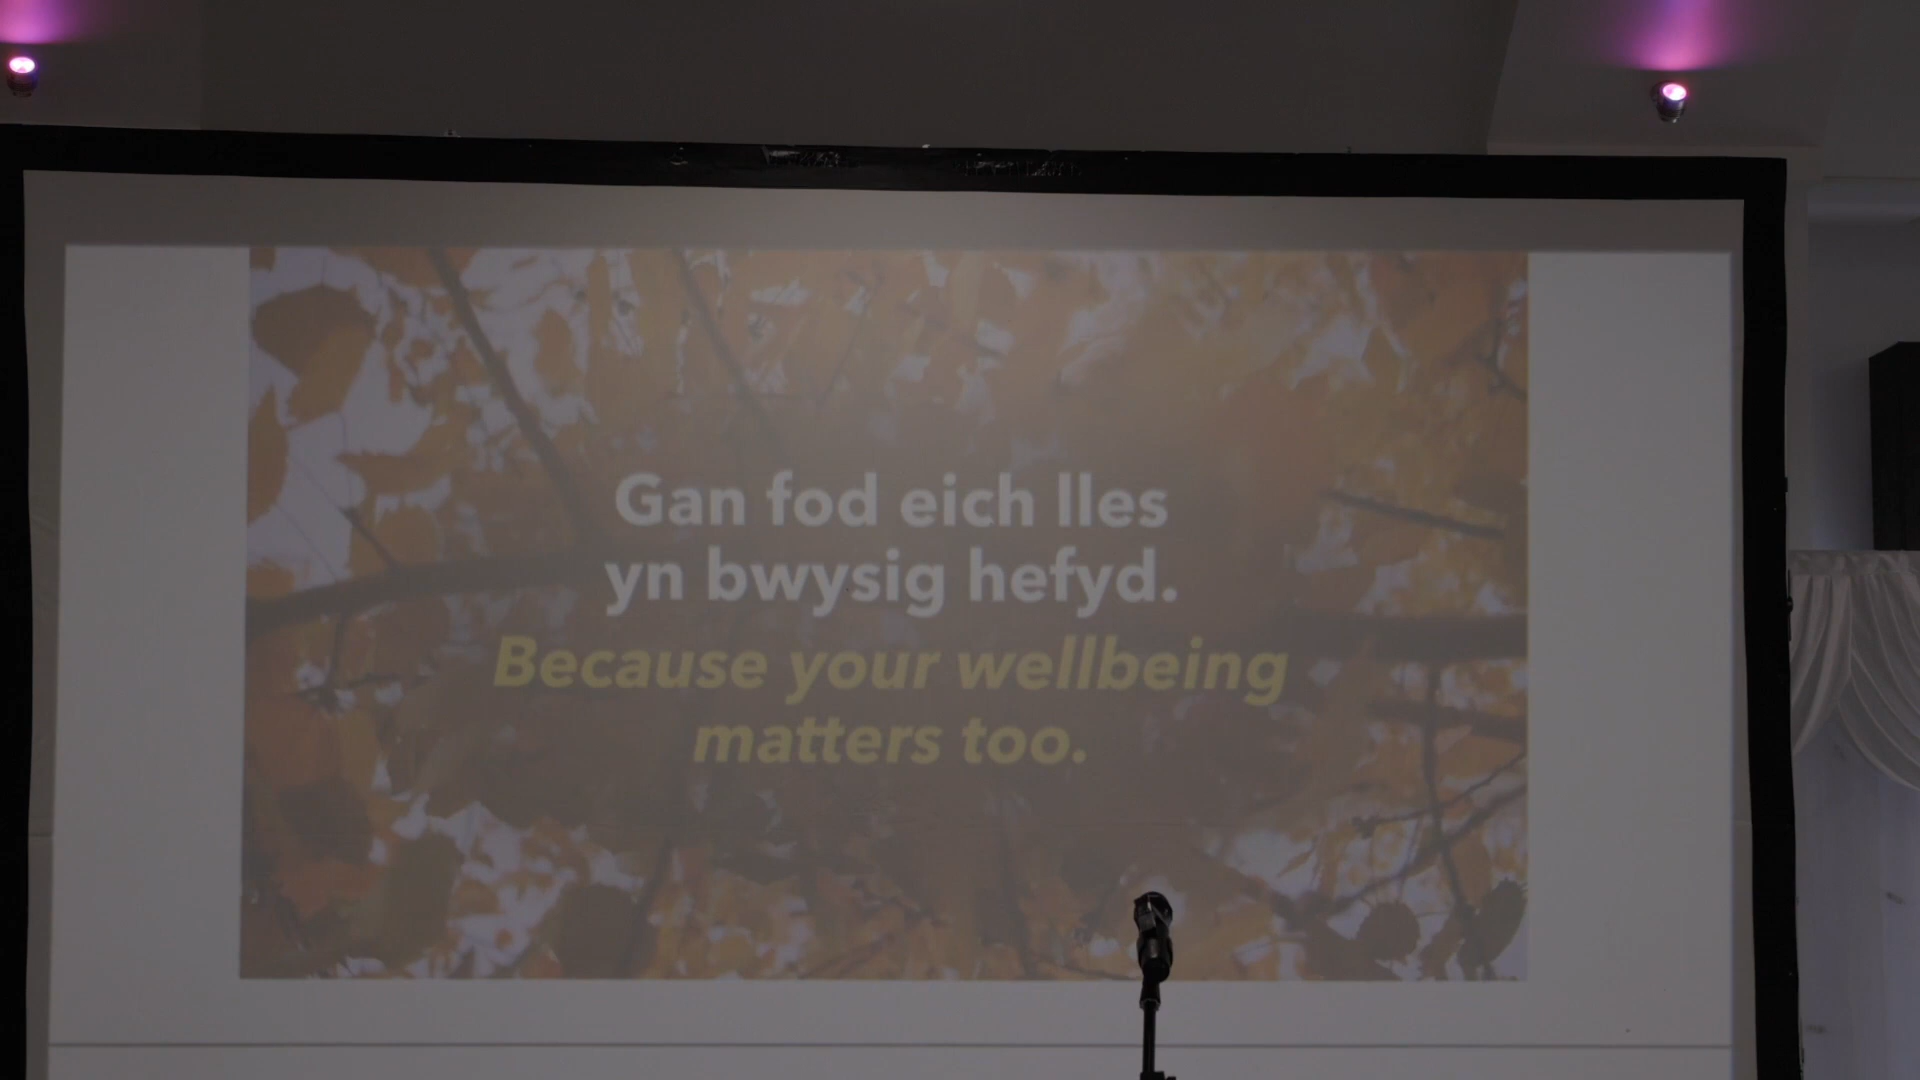 Gan fod eich lles
yn bwysig hefyd.
Because your wellbeing
matters too.